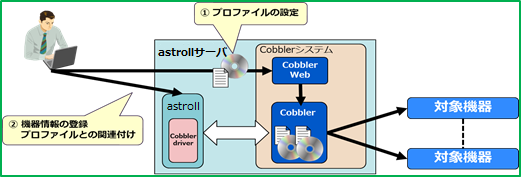 ① プロファイルの設定
astrollサーバ
Cobblerシステム
Cobbler
Web
astroll
Cobbler
対象機器
② 機器情報の登録
プロファイルとの関連付け
Cobbler
driver
対象機器